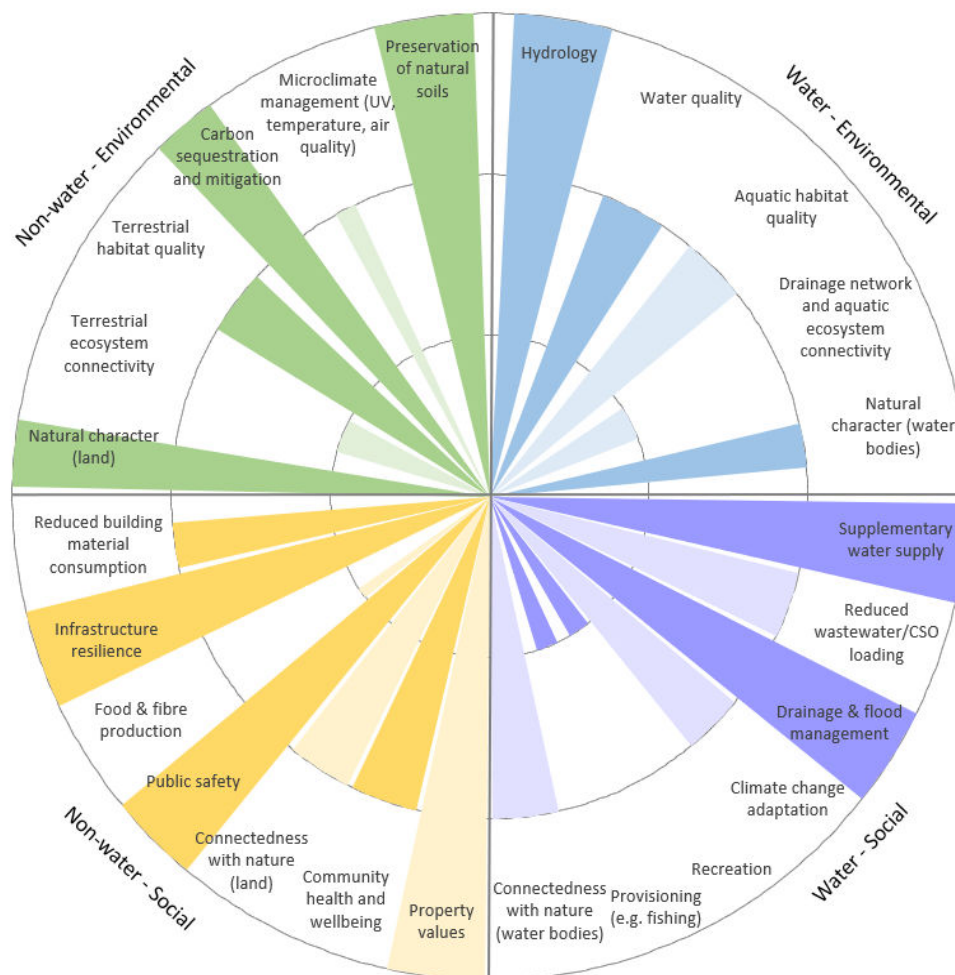 Non-water - Environmental
Water - Environmental
Preservation
of natural
soils
Hydrology
Microclimate
management (UV,
temperature, air
quality)
Water quality
Carbon
sequestration
and mitigation
Aquatic habitat
quality
Terrestrial
habitat quality
Drainage network
and aquatic
ecosystem
connectivity
Terrestrial
ecosystem
connectivity
Natural
character (water
bodies)
Natural character
(land)
Reduced building
material
consumption
Supplementary
water supply
Infrastructure
resilience
Reduced
wastewater/CSO
loading
Food & fibre
production
Drainage & flood
management
Public safety
Climate change
adaptation
Connectedness
with nature
(land)
Recreation
Community
health and
wellbeing
Provisioning
(e.g. fishing)
Connectedness
with nature
(water bodies)
Property
values
Non-water - Social
Water - Social